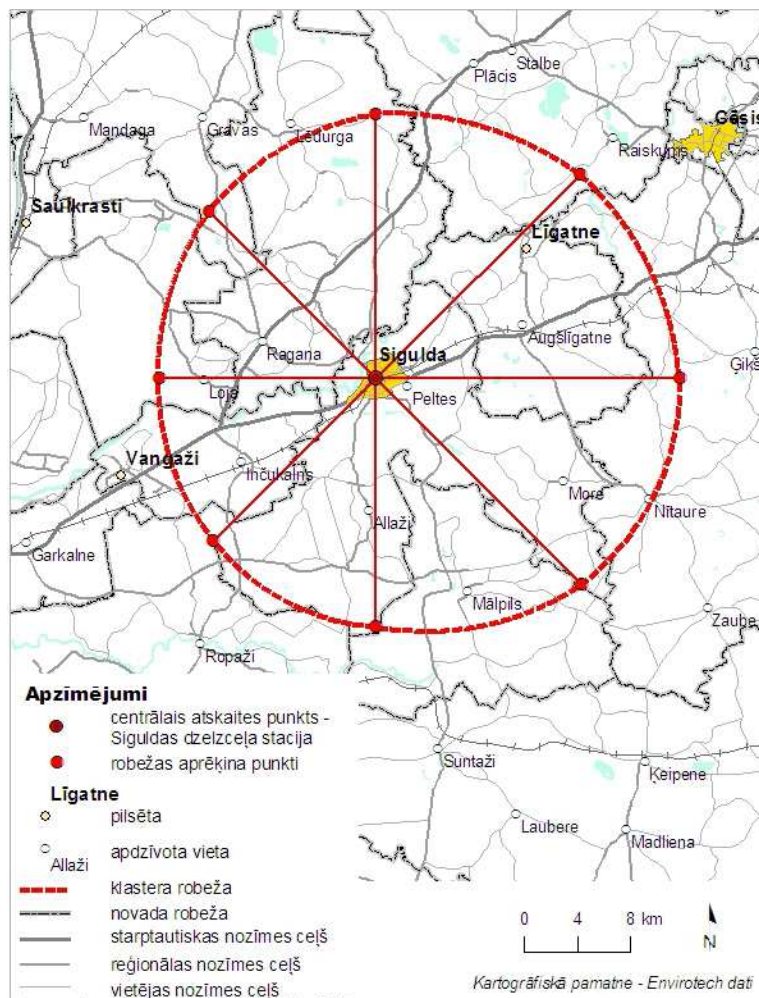 Stalbe
Plācis
Cēsis
Mandaga
Grāvas
Lēdurga
Raiskums
Saulkrasti
Līgatne
Ragana
Augšlīgatne
Sigulda
Loja
Peltes
Vangaži
Inčukalns
More
Nītaure
Allaži
Garkalne
Mālpils
Zaube
Ropaži
Apzīmējumi
centrālais atskaites punkts -
Siguldas dzelzceļa stacija
robežas aprēķina punkti
Līgatne
pilsēta
Allaži
apdzīvota vieta
klastera robeža
novada robeža
starptautiskas nozīmes ceļš
reģionālas nozīmes ceļš
vietējas nozīmes ceļš
Suntaži
Ķeipene
Laubere
Madliena
0 4 8 km
N
Kartogrāfiskā pamatne - Envirotech dati